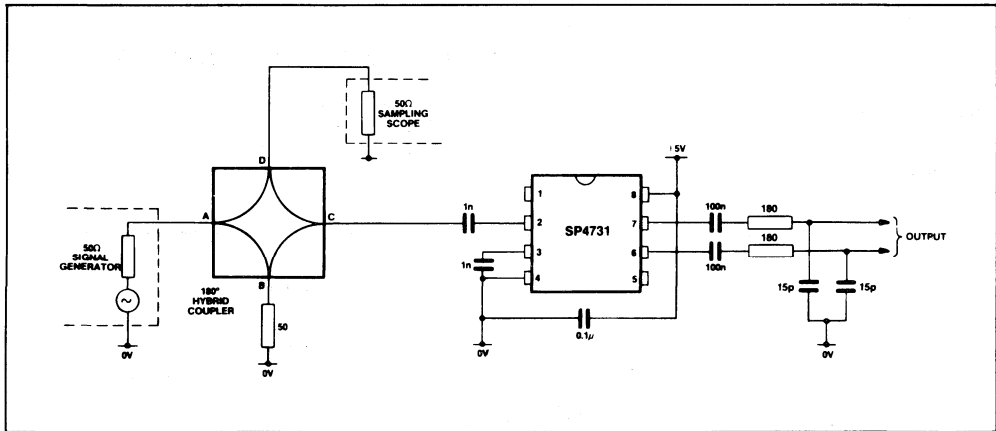 50Ω
SAMPLING
SCOPE
D
A
C
B
50Ω
SIGNAL
GENERATOR
0V
180°
HYBRID
COUPLER
50
0V
1n
1n
1
2
3
4
SP4731
8
7
6
5
0V
0.1μ
+5V
100n
100n
180
180
15p
15p
0V
OUTPUT